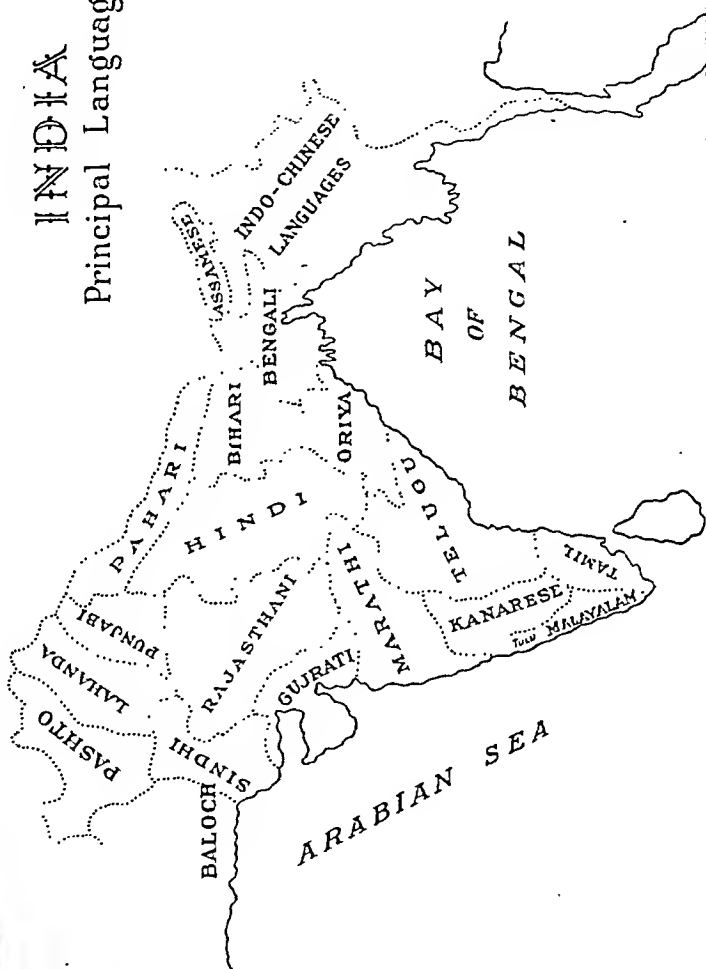 INDIA
Principal Languag
PASHTO
LAHANDA
PUNJABI
PAHARI
BALOCH
SINDHI
RAJASTHANI
HINDI
BIHARI
ASSAMESE
BENGALI
INDO-CHINESE
LANGUAGES
GUJRATI
MARATHI
ORIYA
TELUGU
KANARESE
TULU
MALAYALAM
TAMIL
ARABIAN SEA
BAY
OF
BENGAL